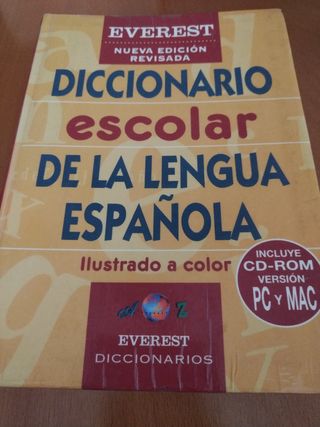 EVEREST
NUEVA EDICIÓN
REVISADA
DICCIONARIO
escolar
DE LA LENGUA
ESPAÑOLA
Ilustrado a color
INCLUYE
CD-ROM
VERSIÓN
PC Y MAC
A Z
EVEREST
DICCIONARIOS